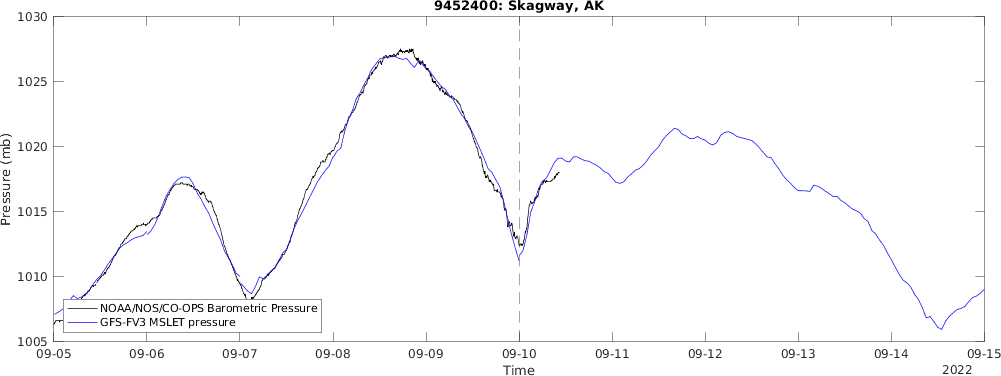 9452400: Skagway, AK
1030
1025
1020
1015
1010
1005
Pressure (mb)
NOAA/NOS/CO-OPS Barometric Pressure
GFS-FV3 MSLET pressure
09-05 09-06 09-07 09-08 09-09 09-10 09-11 09-12 09-13 09-14 09-15
Time
2022